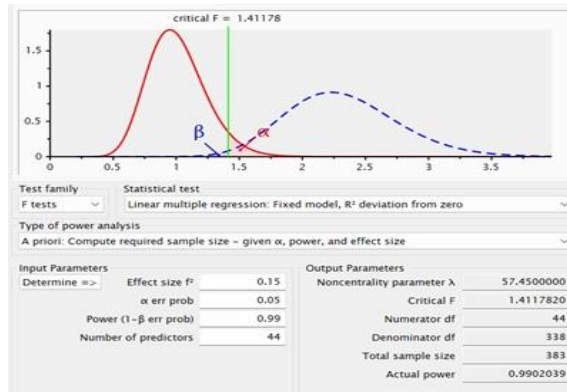 critical F = 1.41178
1.5
1
0.5
0
β
α
0 0.5 1 1.5 2 2.5 3 3.5
Test family Statistical test
F tests Linear multiple regression: Fixed model, R² deviation from zero
Type of power analysis
A priori: Compute required sample size – given α, power, and effect size
Input Parameters Output Parameters
Determine => Effect size f² 0.15 Noncentrality parameter λ 57.4500000
α err prob 0.05 Critical F 1.4117820
Power (1-β err prob) 0.99 Numerator df 44
Number of predictors 44 Denominator df 338
Total sample size 383
Actual power 0.9902039